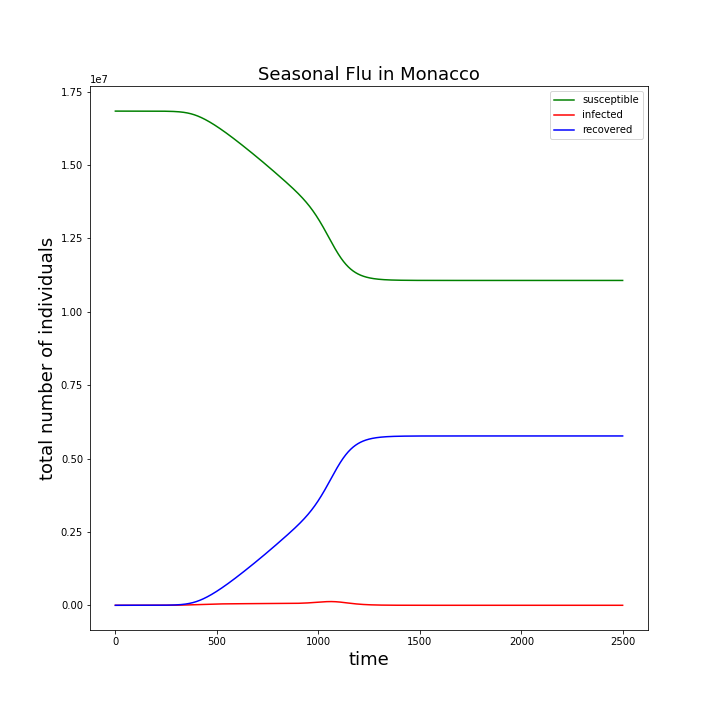 Seasonal Flu in Monacco
1e7
susceptible
infected
recovered
1.75
1.50
1.25
1.00
0.75
0.50
0.25
0.00
total number of individuals
0 500 1000 1500 2000 2500
time